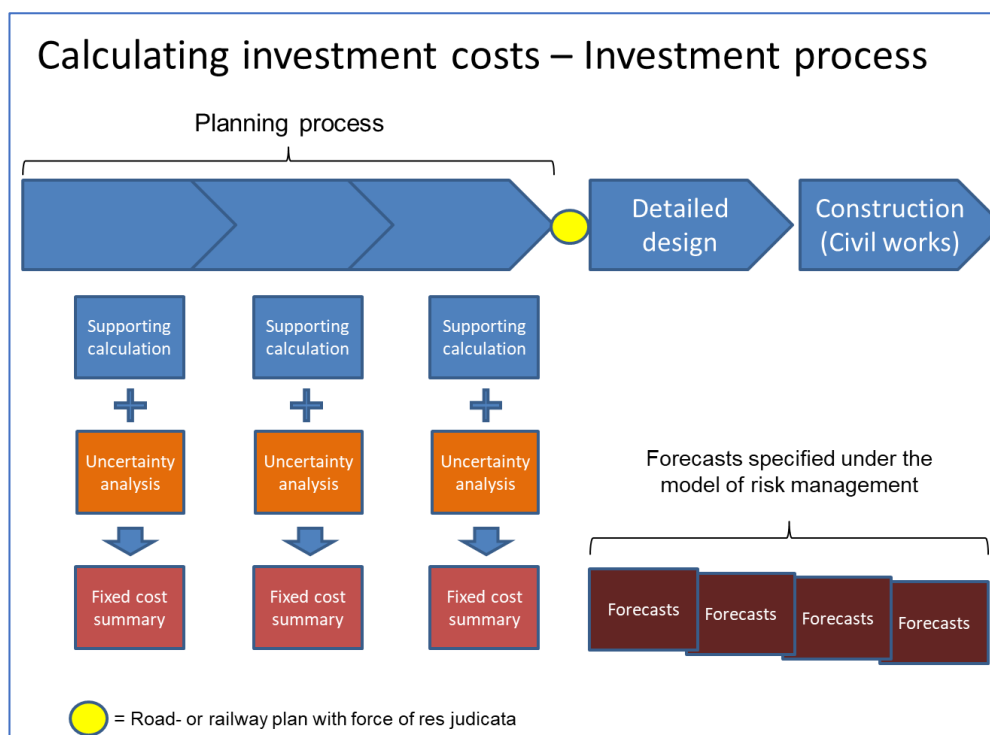 Calculating investment costs – Investment process
Planning process
Detailed
design
Construction
(Civil works)
Supporting
calculation
Supporting
calculation
Supporting
calculation
Uncertainty
analysis
Uncertainty
analysis
Uncertainty
analysis
Forecasts specified under the
model of risk management
Fixed cost
summary
Fixed cost
summary
Fixed cost
summary
Forecasts
Forecasts
Forecasts
Forecasts
= Road- or railway plan with force of res judicata